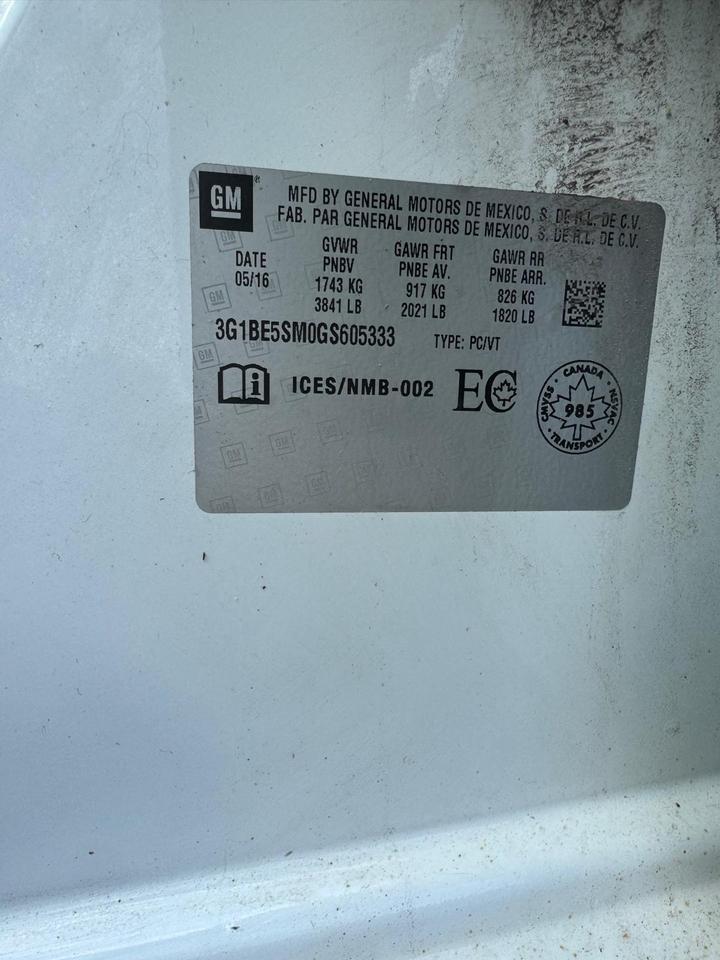 GM
MFD BY GENERAL MOTORS DE MEXICO, S. DE R.L. DE C.V.
FAB. PAR GENERAL MOTORS DE MEXICO, S. DE R.L. DE C.V.
DATE GVWR GAWR FRT GAWR RR
05/16 PNBV PNBE AV. PNBE ARR.
1743 KG 917 KG 826 KG
3841 LB 2021 LB 1820 LB
3G1BE5SM0GS605333 TYPE: PC/VT
i ICES/NMB-002 EC
CANADA
CMVSS 985 NSVAC
TRANSPORT